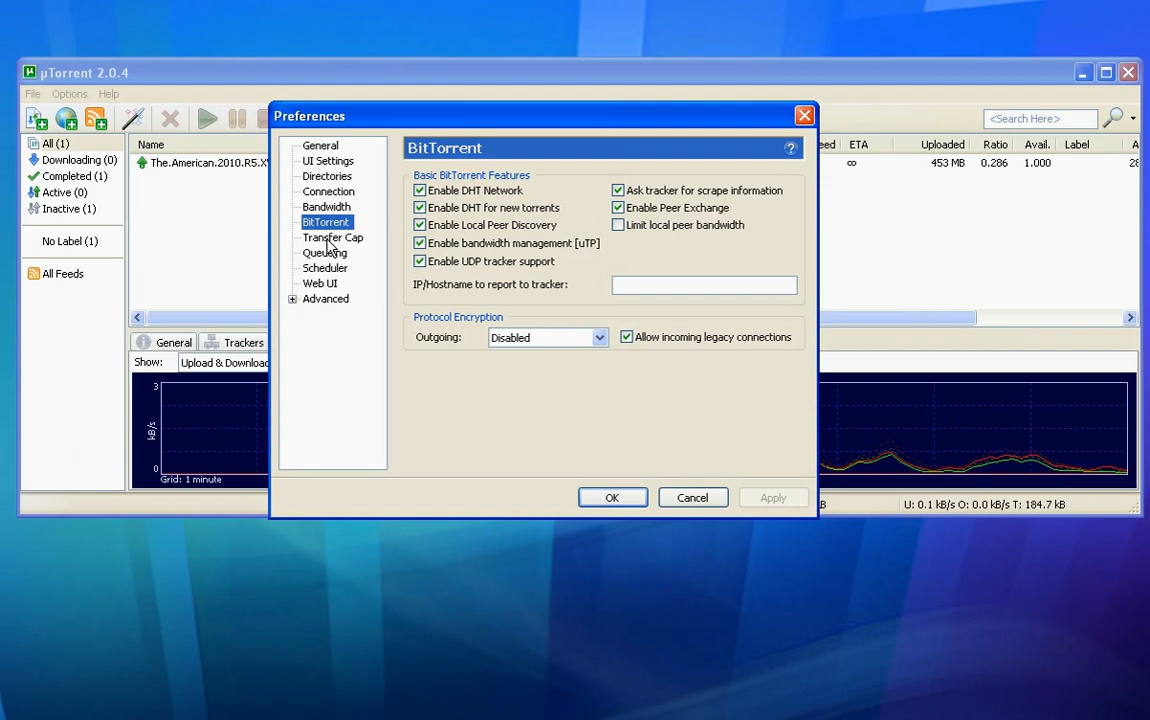 µTorrent 2.0.4
File Options Help
<Search Here>
Preferences
All (1)
Downloading (0)
Completed (1)
Active (0)
Inactive (1)
No Label (1)
All Feeds
Name
The.American.2010.R5.X
eed ETA Uploaded Ratio Avail. Label A
∞ 453 MB 0.286 1.000 28
General
UI Settings
Directories
Connection
Bandwidth
BitTorrent
Transfer Cap
Queueing
Scheduler
Web UI
Advanced
BitTorrent
Basic BitTorrent Features
Enable DHT Network
Ask tracker for scrape information
Enable DHT for new torrents
Enable Peer Exchange
Enable Local Peer Discovery
Limit local peer bandwidth
Enable bandwidth management [uTP]
Enable UDP tracker support
IP/Hostname to report to tracker:
Protocol Encryption
Outgoing: Disabled Allow incoming legacy connections
OK Cancel Apply
General Trackers
Show: Upload & Download
3
kB/s
0
Grid: 1 minute
B U: 0.1 kB/s O: 0.0 kB/s T: 184.7 kB